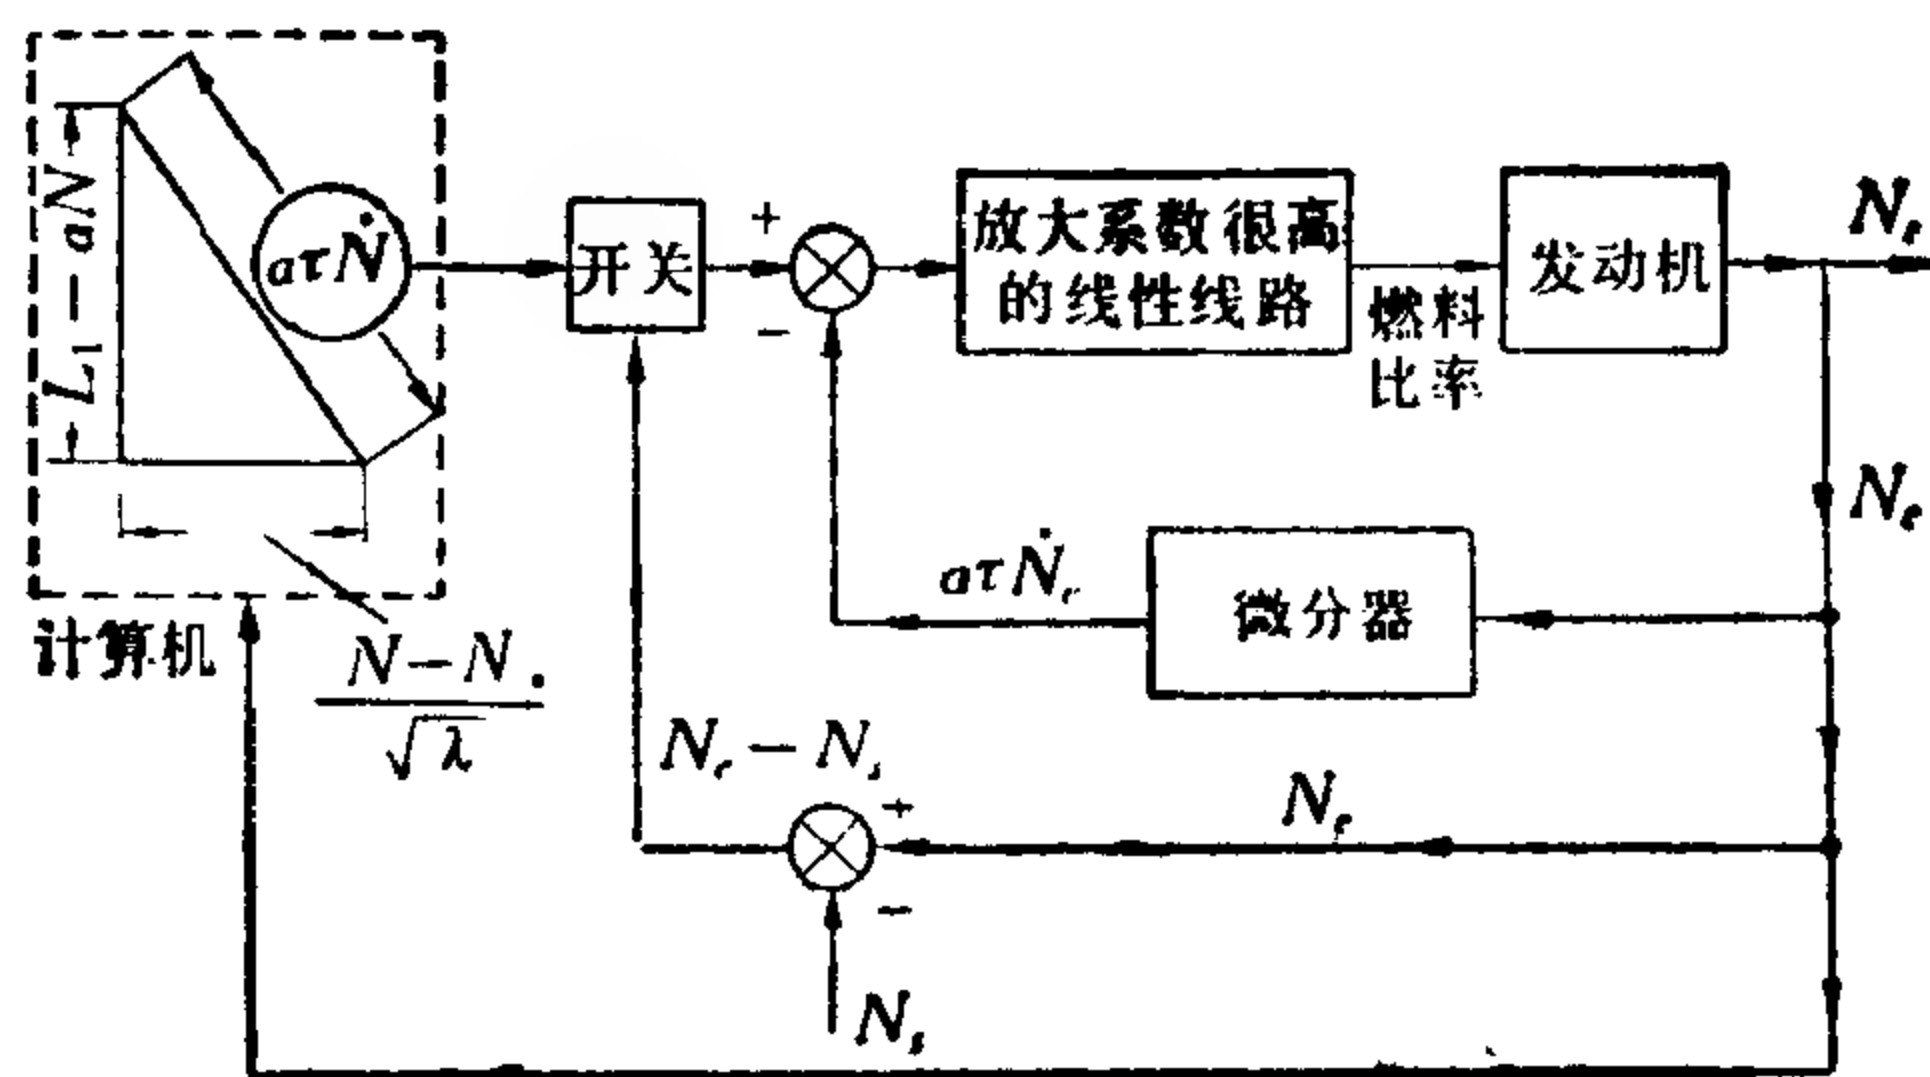 L₁ − aN
aτṄ
开关
+
−
放大系数很高
的线性线路
燃料
比率
发动机
Nₑ
Nₑ
aτṄₑ
微分器
计算机
N − N
√λ
Nₑ − Nₛ
+
Nₑ
−
Nₛ